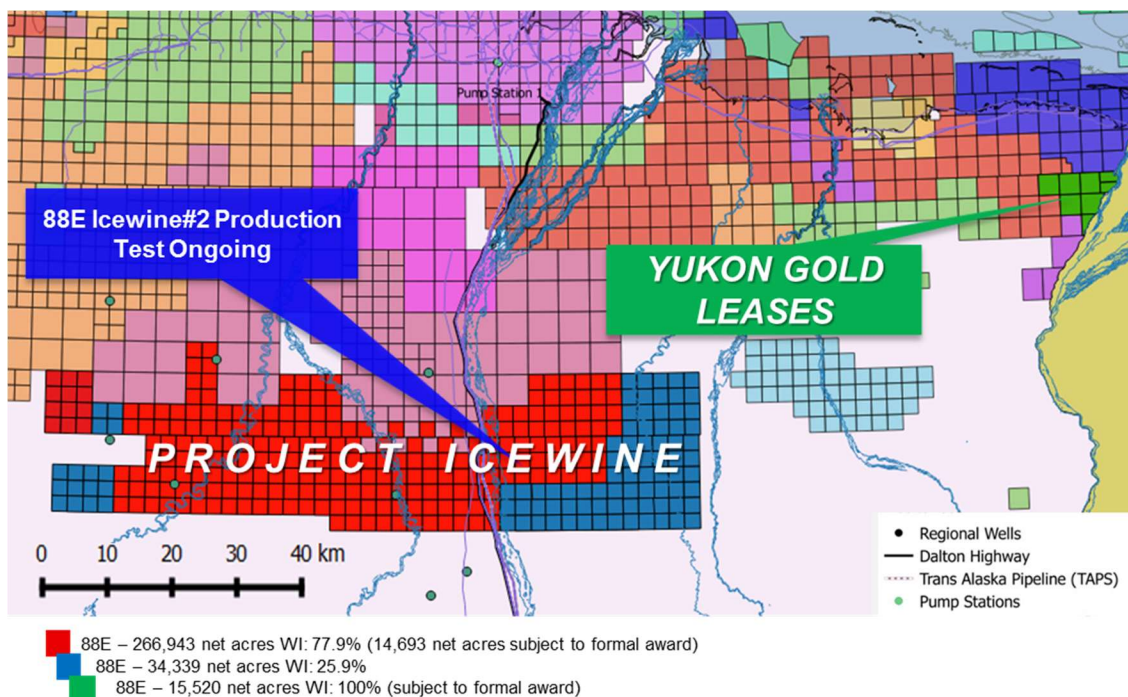 Pump Station 1
88E Icewine#2 Production
Test Ongoing
YUKON GOLD
LEASES
PROJECT ICEWINE
0 10 20 30 40 km
Regional Wells
Dalton Highway
Trans Alaska Pipeline (TAPS)
Pump Stations
88E – 266,943 net acres WI: 77.9% (14,693 net acres subject to formal award)
88E – 34,339 net acres WI: 25.9%
88E – 15,520 net acres WI: 100% (subject to formal award)